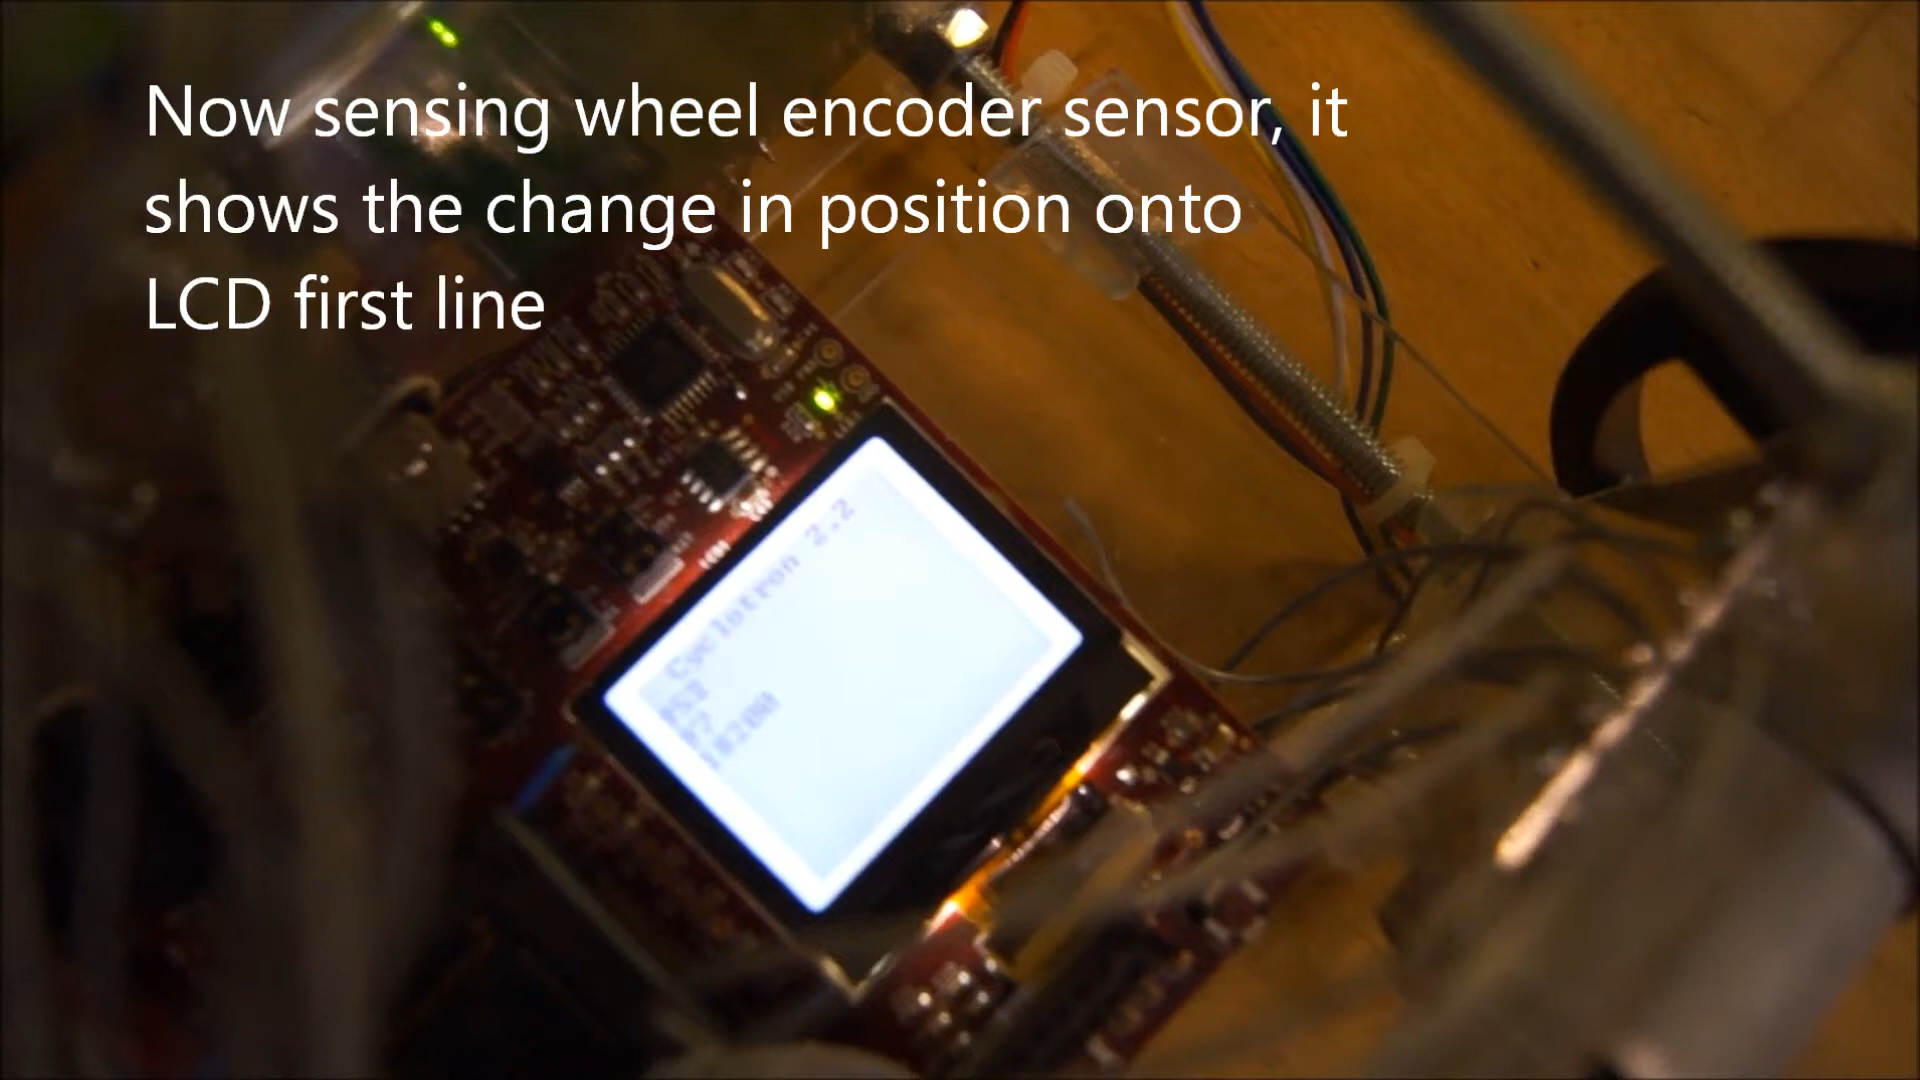 Now sensing wheel encoder sensor, it
shows the change in position onto
LCD first line
Cyclotron 2.2